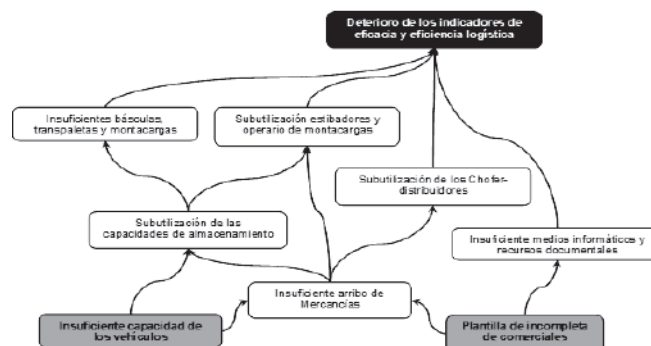 Deterioro de los indicadores de
eficacia y eficiencia logística
Insuficientes básculas,
transpaletas y montacargas
Subutilización estibadores y
operario de montacargas
Subutilización de los Chofer-
distribuidores
Subutilización de las
capacidades de almacenamiento
Insuficiente medios informáticos y
recursos documentales
Insuficiente arribo de
Mercancías
Insuficiente capacidad de
los vehículos
Plantilla de incompleta
de comerciales